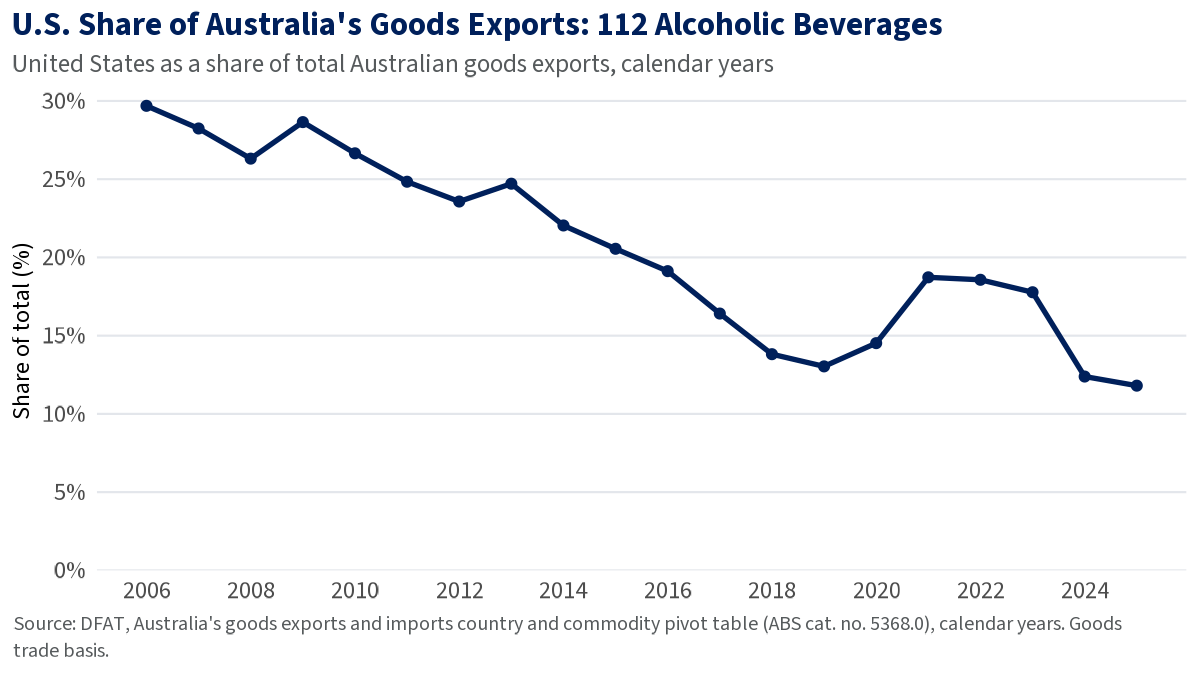 U.S. Share of Australia's Goods Exports: 112 Alcoholic Beverages
United States as a share of total Australian goods exports, calendar years
Share of total (%)
30%
25%
20%
15%
10%
5%
0%
2006 2008 2010 2012 2014 2016 2018 2020 2022 2024
Source: DFAT, Australia's goods exports and imports country and commodity pivot table (ABS cat. no. 5368.0), calendar years. Goods
trade basis.